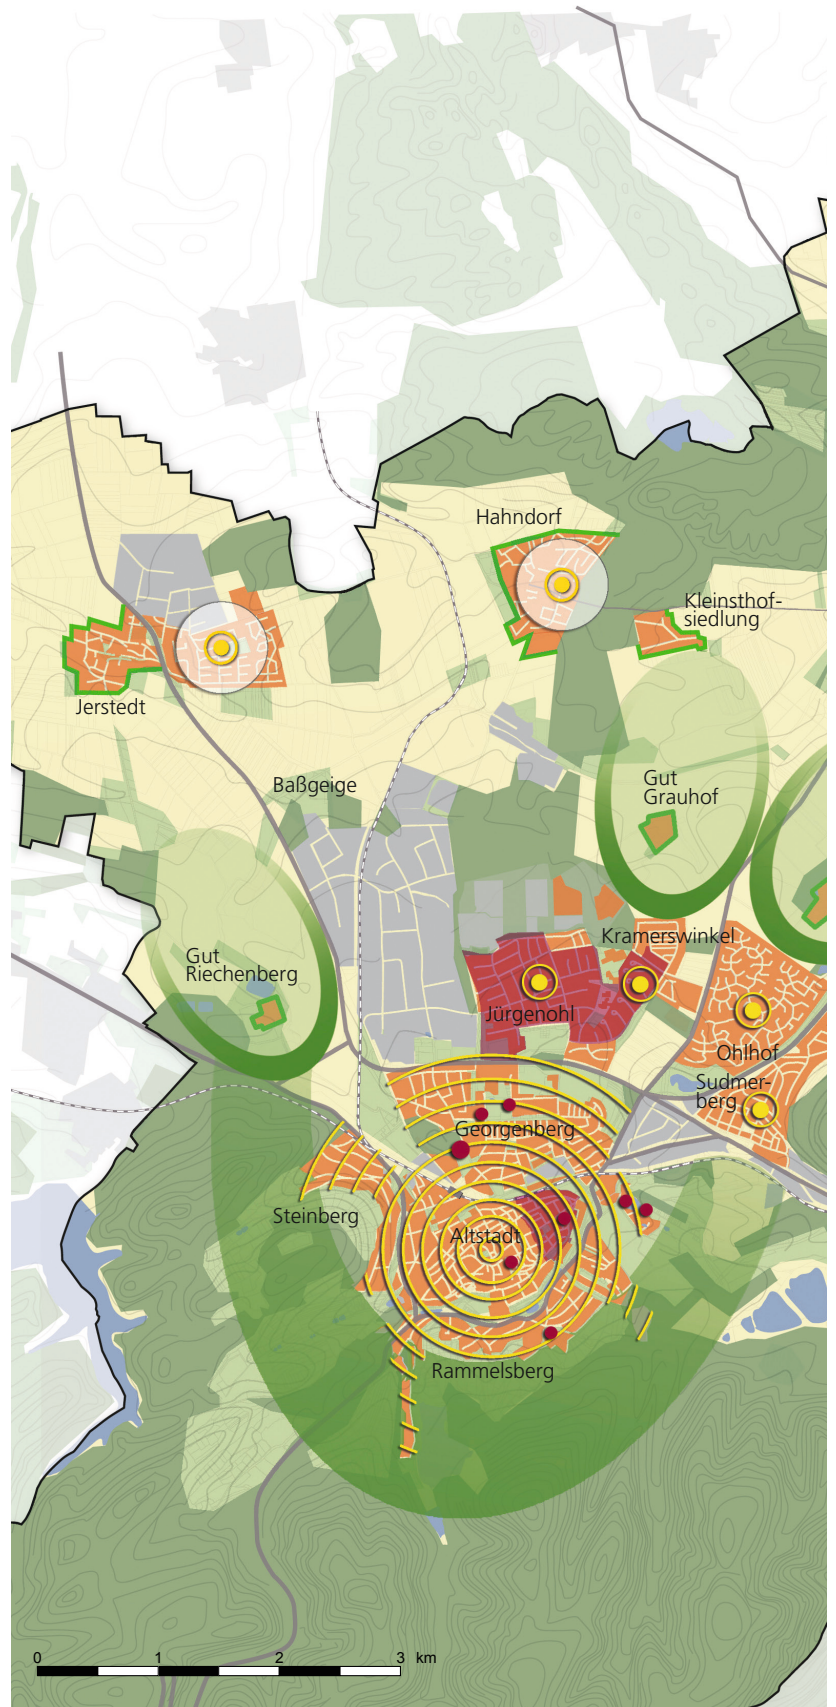 Hahndorf
Kleinsthof-
siedlung
Jerstedt
Baßgeige
Gut
Grauhof
Kramerswinkel
Gut
Riechenberg
Jürgenohl
Ohlhof
Sudmer-
berg
Georgenberg
Steinberg
Altstadt
Rammelsberg
0 1 2 3 km